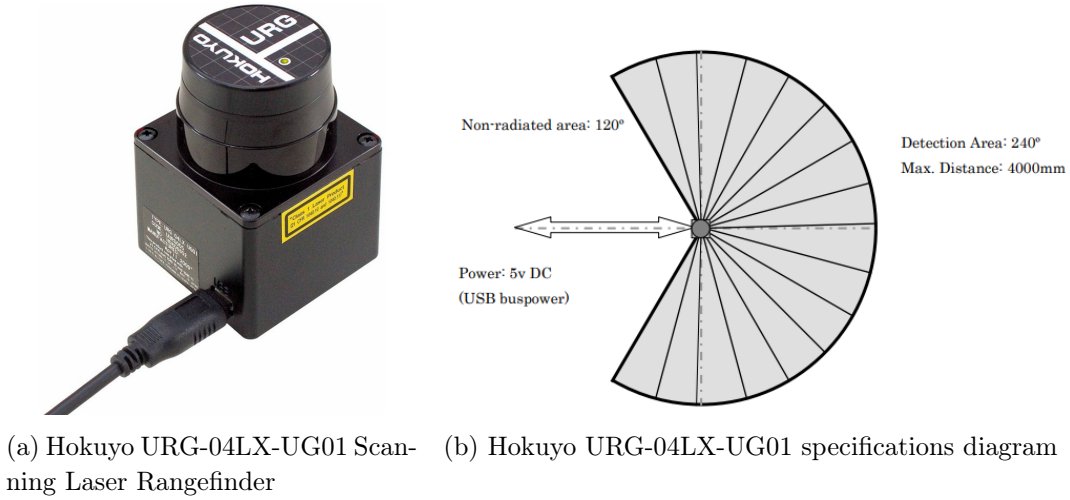 URG
HOKUYO
Non-radiated area: 120º
Detection Area: 240º
Max. Distance: 4000mm
Power: 5v DC
(USB buspower)
(a) Hokuyo URG-04LX-UG01 Scan-
ning Laser Rangefinder
(b) Hokuyo URG-04LX-UG01 specifications diagram